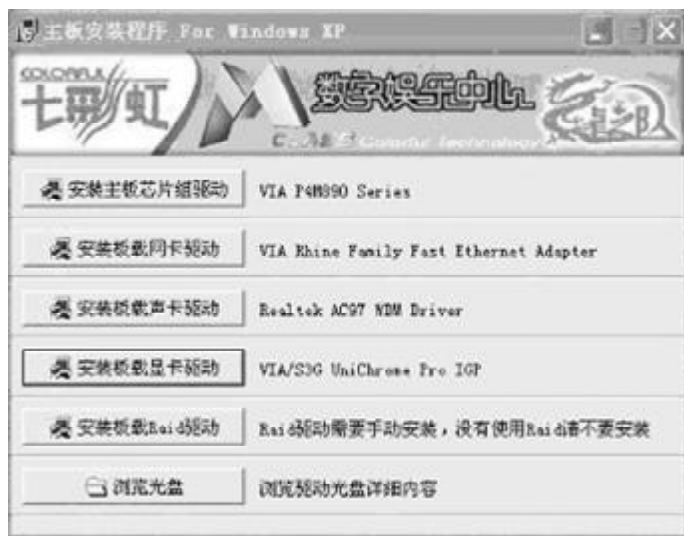 主板安装程序 For Windows XP
COLORFUL
七彩虹
数字娱乐中心
之队
安装主板芯片组驱动 VIA P4M890 Series
安装板载网卡驱动 VIA Rhine Family Fast Ethernet Adapter
安装板载声卡驱动 Realtek AC97 WDM Driver
安装板载显卡驱动 VIA/S3G UniChrome Pro IGP
安装板载Raid驱动 Raid驱动需要手动安装，没有使用Raid请不要安装
浏览光盘 浏览驱动光盘详细内容